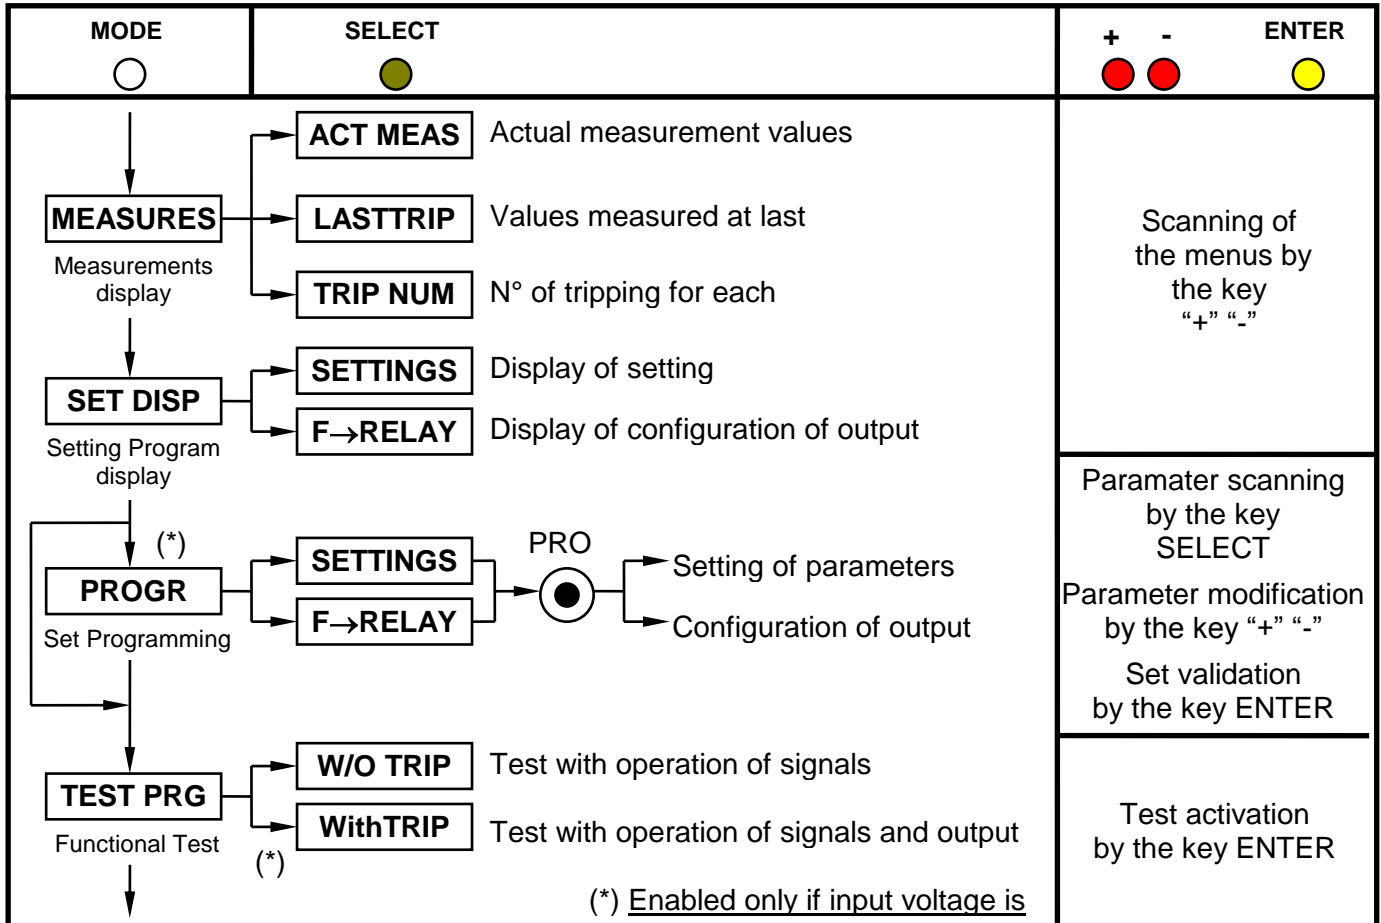 MODE
SELECT
+ -
ENTER
ACT MEAS Actual measurement values
MEASURES
LASTTRIP Values measured at last
Measurements
display
TRIP NUM N° of tripping for each
Scanning of
the menus by
the key
“+” “-”
SET DISP
SETTINGS Display of setting
F→RELAY Display of configuration of output
Setting Program
display
(*)
PROGR
Set Programming
SETTINGS
F→RELAY
PRO
Setting of parameters
Configuration of output
Paramater scanning
by the key
SELECT
Parameter modification
by the key “+” “-”
Set validation
by the key ENTER
TEST PRG
Functional Test
W/O TRIP Test with operation of signals
WithTRIP Test with operation of signals and output
(*)
Test activation
by the key ENTER
(*) Enabled only if input voltage is